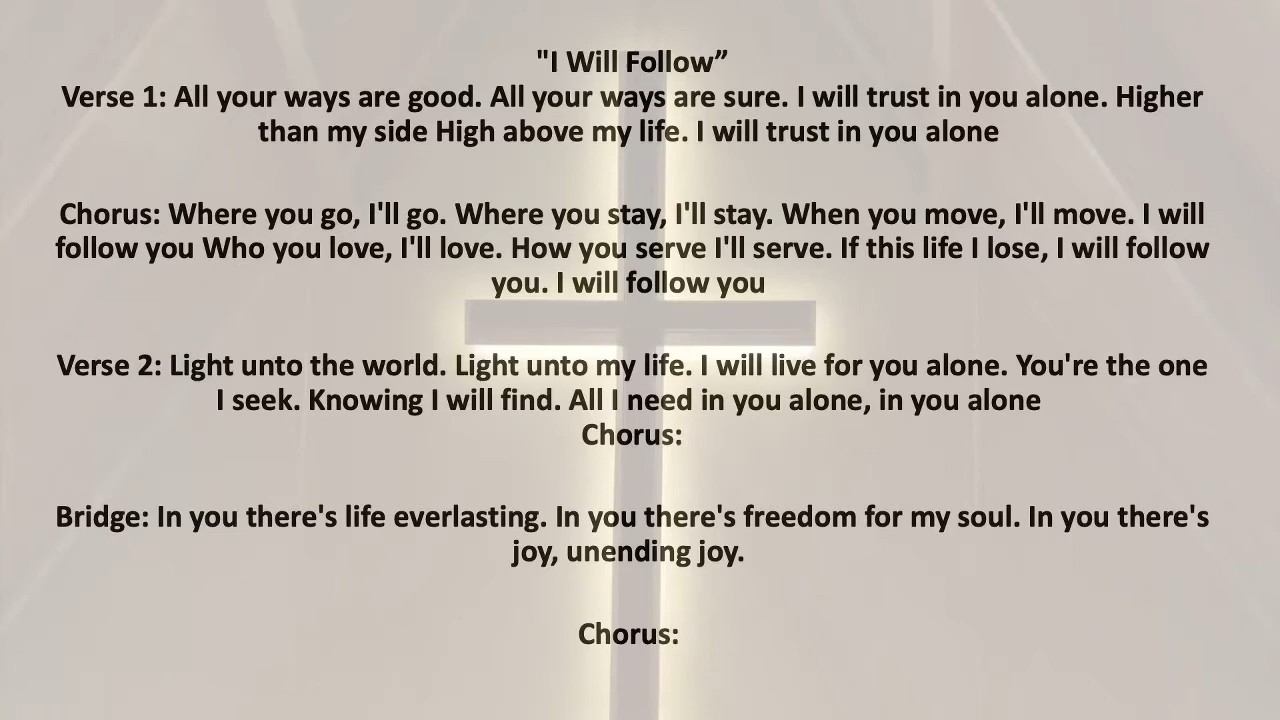 "I Will Follow”
Verse 1: All your ways are good. All your ways are sure. I will trust in you alone. Higher
than my side High above my life. I will trust in you alone
Chorus: Where you go, I'll go. Where you stay, I'll stay. When you move, I'll move. I will
follow you Who you love, I'll love. How you serve I'll serve. If this life I lose, I will follow
you. I will follow you
Verse 2: Light unto the world. Light unto my life. I will live for you alone. You're the one
I seek. Knowing I will find. All I need in you alone, in you alone
Chorus:
Bridge: In you there's life everlasting. In you there's freedom for my soul. In you there's
joy, unending joy.
Chorus: